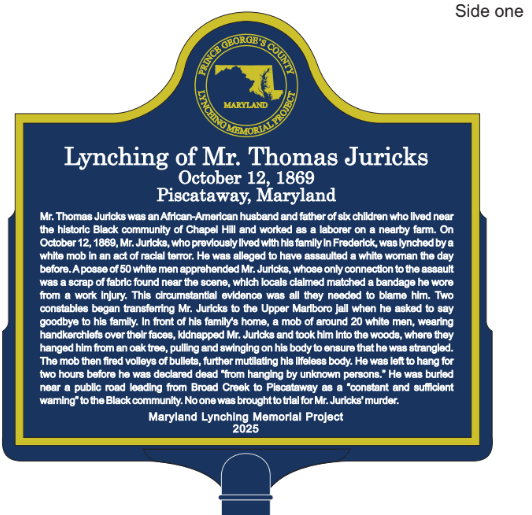 Side one
PRINCE GEORGE'S COUNTY
MARYLAND
LYNCHING MEMORIAL PROJECT
Lynching of Mr. Thomas Juricks
October 12, 1869
Piscataway, Maryland
Mr. Thomas Juricks was an African-American husband and father of six children who lived near
the historic Black community of Chapel Hill and worked as a laborer on a nearby farm. On
October 12, 1869, Mr. Juricks, who previously lived with his family in Frederick, was lynched by a
white mob in an act of racial terror. He was alleged to have assaulted a white woman the day
before. A posse of 50 white men apprehended Mr. Juricks, whose only connection to the assault
was a scrap of fabric found near the scene, which locals claimed matched a bandage he wore
from a work injury. This circumstantial evidence was all they needed to blame him. Two
constables began transferring Mr. Juricks to the Upper Marlboro jail when he asked to say
goodbye to his family. In front of his family's home, a mob of around 20 white men, wearing
handkerchiefs over their faces, kidnapped Mr. Juricks and took him into the woods, where they
hanged him from an oak tree, pulling and swinging on his body to ensure that he was strangled.
The mob then fired volleys of bullets, further mutilating his lifeless body. He was left to hang for
two hours before he was declared dead "from hanging by unknown persons." He was buried
near a public road leading from Broad Creek to Piscataway as a “constant and sufficient
warning” to the Black community. No one was brought to trial for Mr. Juricks’ murder.
Maryland Lynching Memorial Project
2025